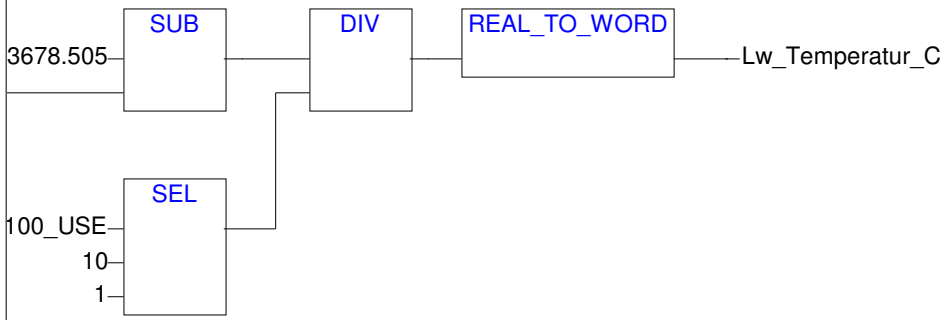 SUB
DIV
REAL_TO_WORD
3678.505
Lw_Temperatur_C
SEL
100_USE
10
1